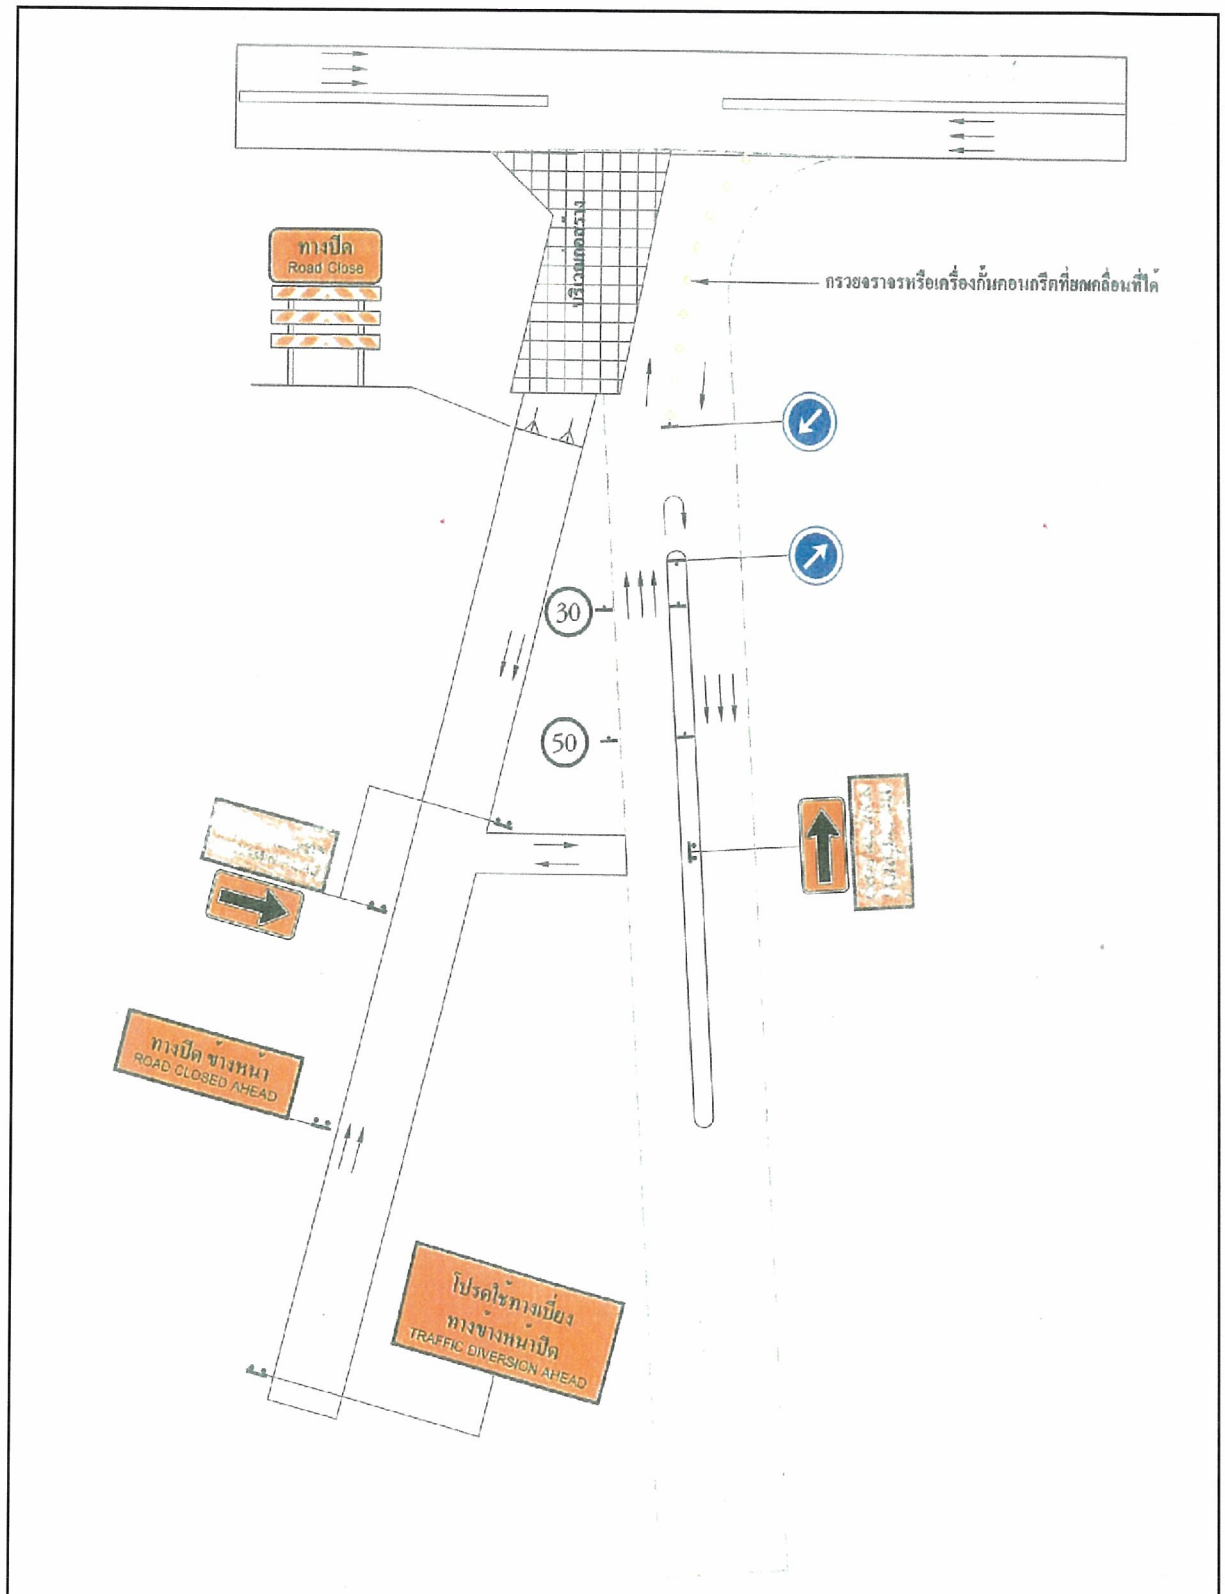 ทางปิด
Road Close
บริเวณก่อสร้าง
กรวยจราจรหรือเครื่องกั้นคอนกรีตที่ยกเคลื่อนที่ได้
30
50
ทางปิด ข้างหน้า
ROAD CLOSED AHEAD
โปรดใช้ทางเบี่ยง
ทางข้างหน้าปิด
TRAFFIC DIVERSION AHEAD